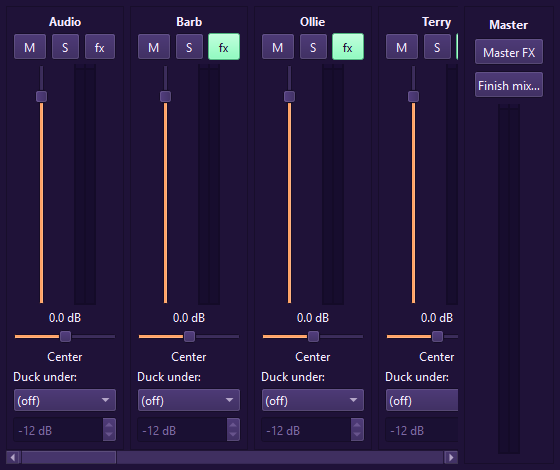 Audio
M S fx
0.0 dB
Center
Duck under:
(off)
-12 dB
Barb
M S fx
0.0 dB
Center
Duck under:
(off)
-12 dB
Ollie
M S fx
0.0 dB
Center
Duck under:
(off)
-12 dB
Terry
M S
0.0 dB
Center
Duck under:
(off)
-12 dB
Master
Master FX
Finish mix...